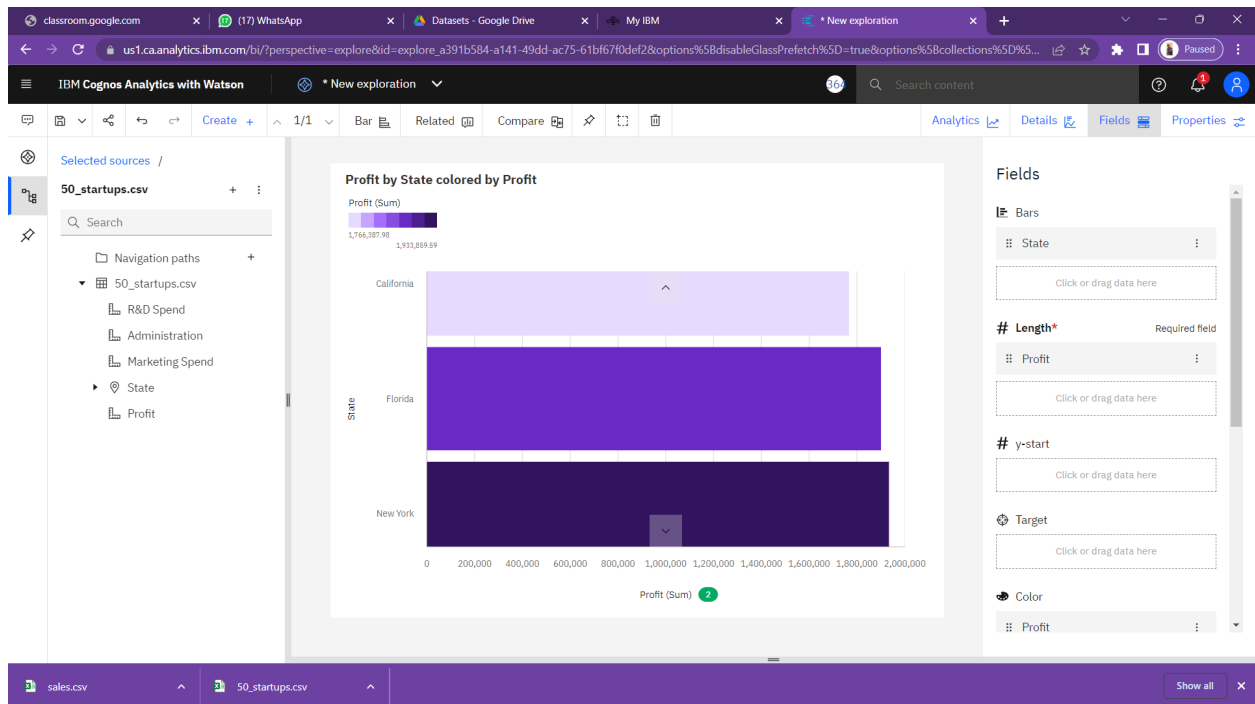 classroom.google.com
(17) WhatsApp
Datasets - Google Drive
My IBM
* New exploration
us1.ca.analytics.ibm.com/bi/?perspective=explore&id=explore_a391b584-a141-49dd-ac75-61bf67f0def2&options%5BdisableGlassPrefetch%5D=true&options%5Bcollections%5D%5...
Paused
IBM Cognos Analytics with Watson
* New exploration
364
Search content
1
Create +
1/1
Bar
Related
Compare
Analytics
Details
Fields
Properties
Selected sources /
50_startups.csv
Search
Navigation paths
50_startups.csv
R&D Spend
Administration
Marketing Spend
State
Profit
Profit by State colored by Profit
Profit (Sum)
1,766,387.98
1,933,859.59
California
Florida
New York
State
0 200,000 400,000 600,000 800,000 1,000,000 1,200,000 1,400,000 1,600,000 1,800,000 2,000,000
Profit (Sum) 2
Fields
Bars
State
Click or drag data here
# Length* Required field
Profit
Click or drag data here
# y-start
Click or drag data here
Target
Click or drag data here
Color
Profit
sales.csv
50_startups.csv
Show all